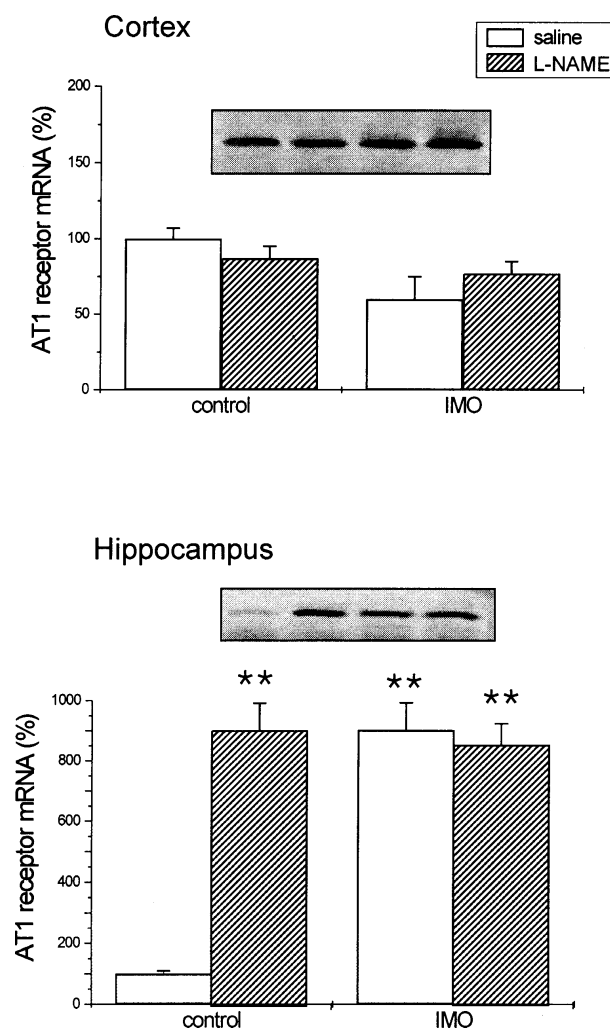 Cortex
saline
L-NAME
AT1 receptor mRNA (%)
200
150
100
50
0
control
IMO
Hippocampus
**
**
**
AT1 receptor mRNA (%)
1000
800
600
400
200
0
control
IMO